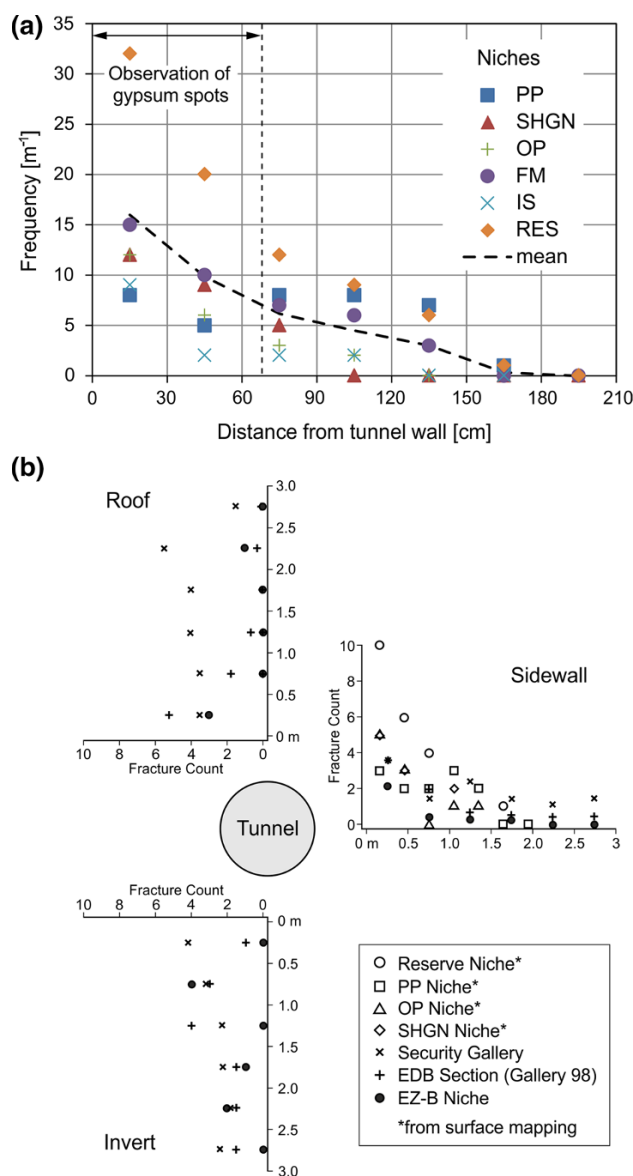 (a)
35
30
25
20
15
10
5
0
Frequency [m⁻¹]
Observation of
gypsum spots
Niches
PP
SHGN
OP
FM
IS
RES
mean
0 30 60 90 120 150 180 210
Distance from tunnel wall [cm]
(b)
Roof
3.0
2.5
2.0
1.5
1.0
0.5
0 m
10 8 6 4 2 0
Fracture Count
Sidewall
10
8
6
4
2
0
Fracture Count
0 m 0.5 1.0 1.5 2.0 2.5 3
Tunnel
Fracture Count
10 8 6 4 2 0
0 m
0.5
1.0
1.5
2.0
2.5
3.0
Invert
Reserve Niche*
PP Niche*
OP Niche*
SHGN Niche*
Security Gallery
EDB Section (Gallery 98)
EZ-B Niche
*from surface mapping